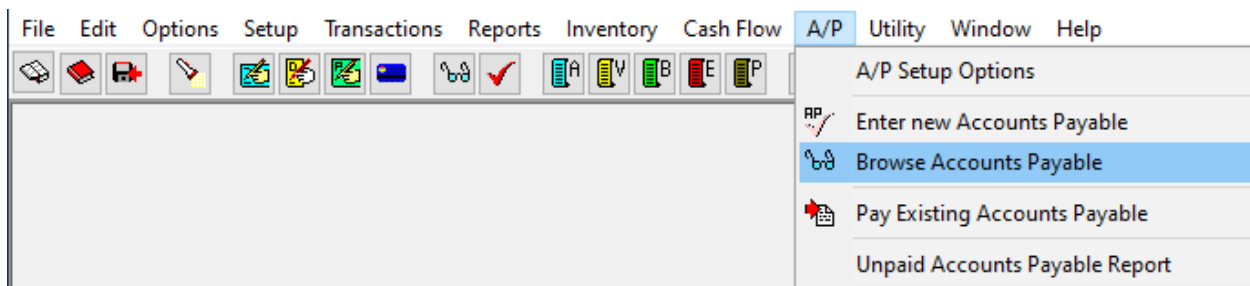 File Edit Options Setup Transactions Reports Inventory Cash Flow A/P Utility Window Help
A V B E P
A/P Setup Options
AP Enter new Accounts Payable
Browse Accounts Payable
Pay Existing Accounts Payable
Unpaid Accounts Payable Report